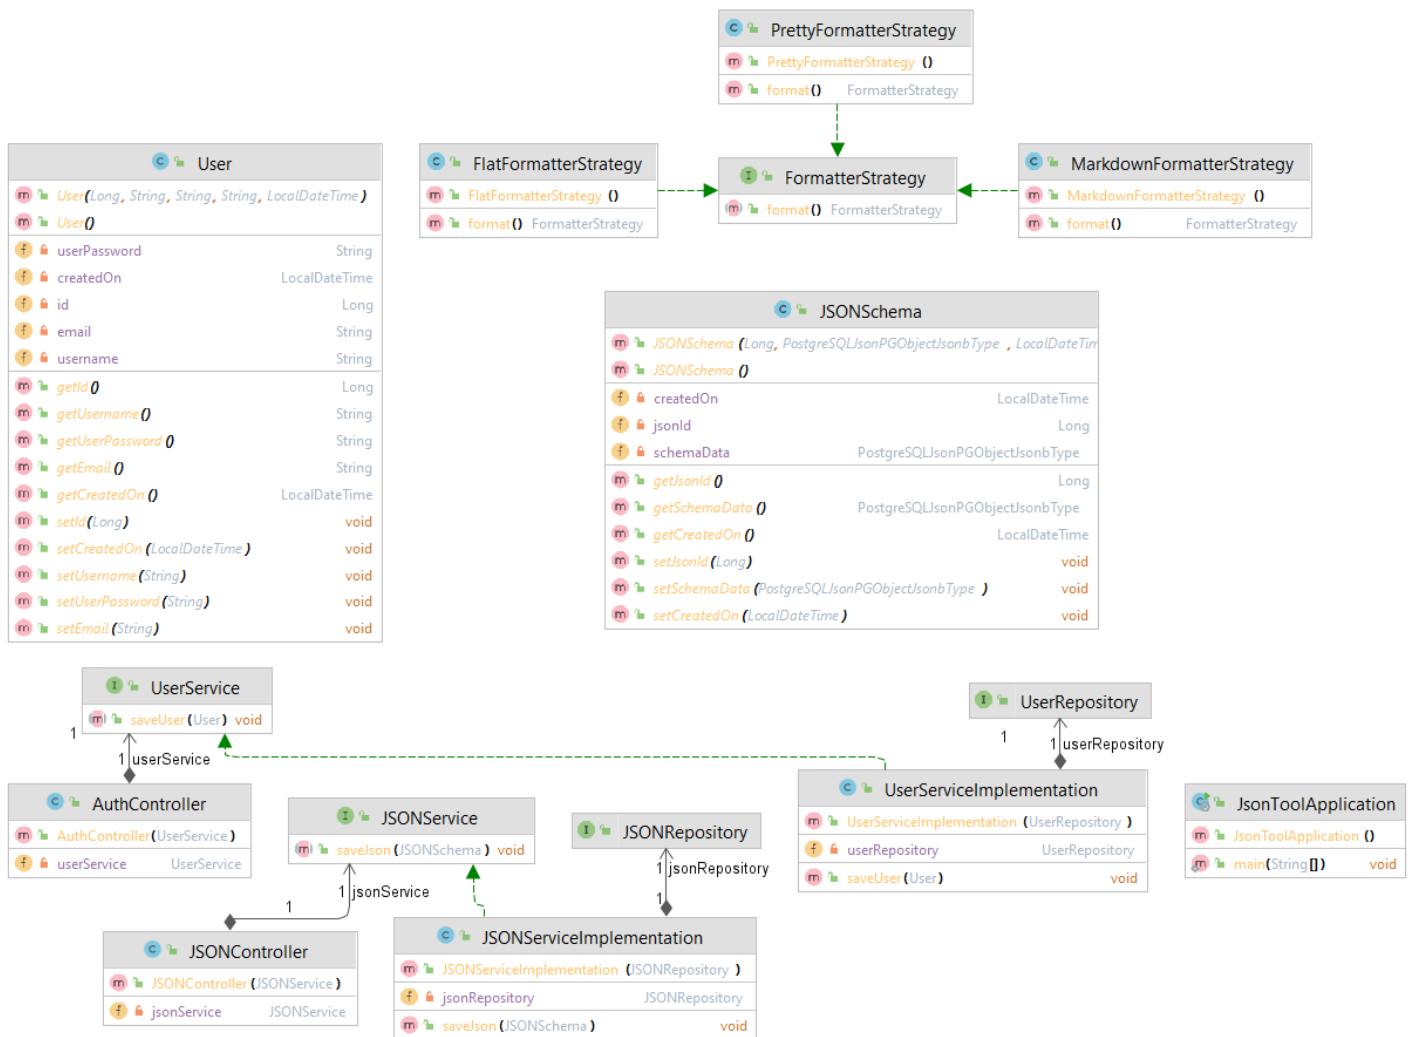 PrettyFormatterStrategy
PrettyFormatterStrategy ()
format() FormatterStrategy
FlatFormatterStrategy
FlatFormatterStrategy ()
format() FormatterStrategy
FormatterStrategy
format() FormatterStrategy
MarkdownFormatterStrategy
MarkdownFormatterStrategy ()
format() FormatterStrategy
User
User(Long, String, String, String, LocalDateTime)
User()
userPassword String
createdOn LocalDateTime
id Long
email String
username String
getId() Long
getUsername() String
getUserPassword() String
getEmail() String
getCreatedOn() LocalDateTime
setId(Long) void
setCreatedOn(LocalDateTime) void
setUsername(String) void
setUserPassword(String) void
setEmail(String) void
JSONSchema
JSONSchema (Long, PostgreSQLJsonPGObjectJsonbType , LocalDateTim
JSONSchema ()
createdOn LocalDateTime
jsonId Long
schemaData PostgreSQLJsonPGObjectJsonbType
getJsonId() Long
getSchemaData() PostgreSQLJsonPGObjectJsonbType
getCreatedOn() LocalDateTime
setJsonId(Long) void
setSchemaData(PostgreSQLJsonPGObjectJsonbType ) void
setCreatedOn(LocalDateTime) void
UserService
saveUser(User) void
1
1 userService
AuthController
AuthController(UserService)
userService UserService
UserRepository
1
1 userRepository
UserServiceImplementation
UserServiceImplementation (UserRepository )
userRepository UserRepository
saveUser(User) void
JsonToolApplication
JsonToolApplication ()
main(String[]) void
JSONService
saveJson(JSONSchema ) void
1 jsonService
1
JSONController
JSONController(JSONService)
jsonService JSONService
JSONRepository
1 jsonRepository
1
JSONServiceImplementation
JSONServiceImplementation (JSONRepository )
jsonRepository JSONRepository
saveJson(JSONSchema ) void